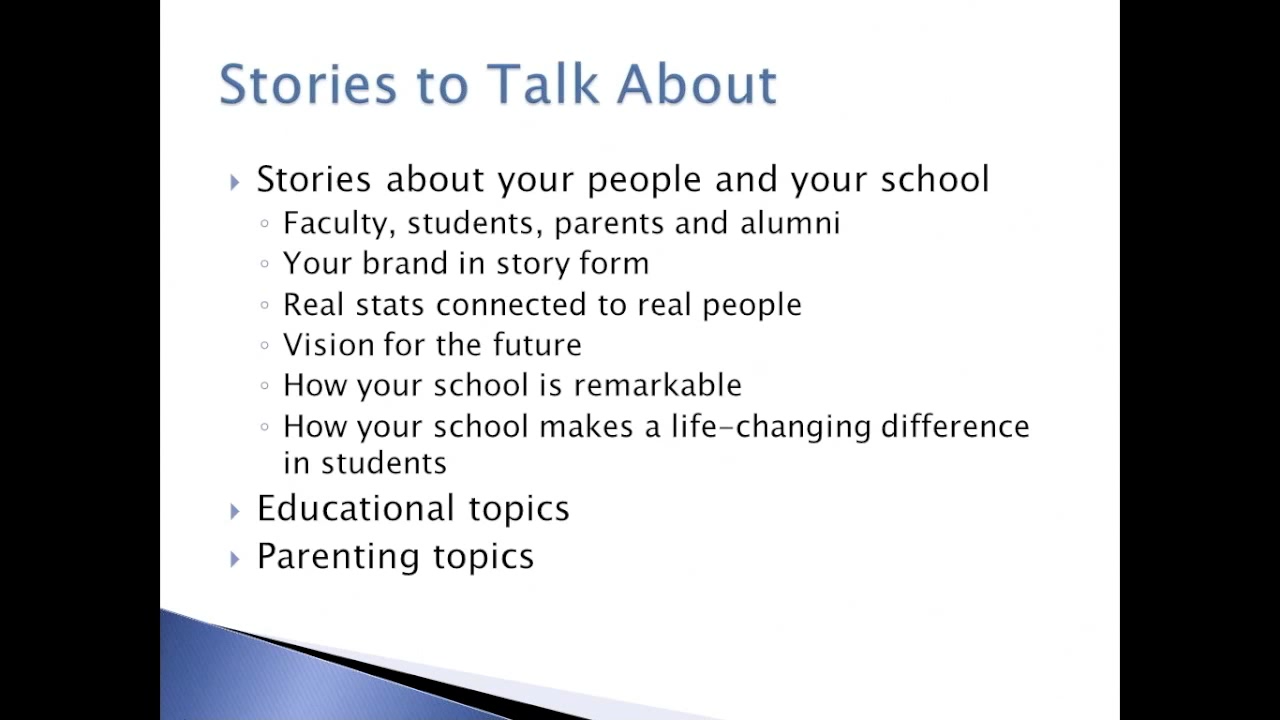 Stories to Talk About
Stories about your people and your school
Faculty, students, parents and alumni
Your brand in story form
Real stats connected to real people
Vision for the future
How your school is remarkable
How your school makes a life-changing difference
in students
Educational topics
Parenting topics